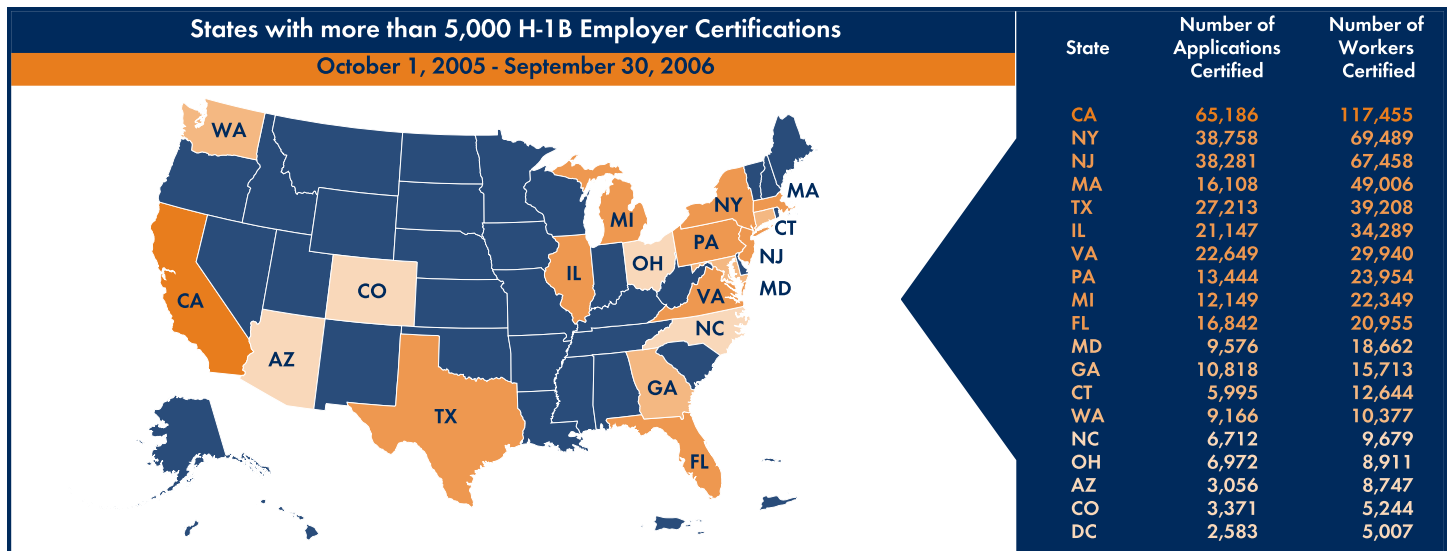 States with more than 5,000 H-1B Employer Certifications
October 1, 2005 - September 30, 2006
WA
MA
NY
MI
CT
PA
OH
NJ
IL
CO
MD
VA
CA
NC
AZ
GA
TX
FL
State Number of Applications Certified Number of Workers Certified
CA 65,186 117,455
NY 38,758 69,489
NJ 38,281 67,458
MA 16,108 49,006
TX 27,213 39,208
IL 21,147 34,289
VA 22,649 29,940
PA 13,444 23,954
MI 12,149 22,349
FL 16,842 20,955
MD 9,576 18,662
GA 10,818 15,713
CT 5,995 12,644
WA 9,166 10,377
NC 6,712 9,679
OH 6,972 8,911
AZ 3,056 8,747
CO 3,371 5,244
DC 2,583 5,007